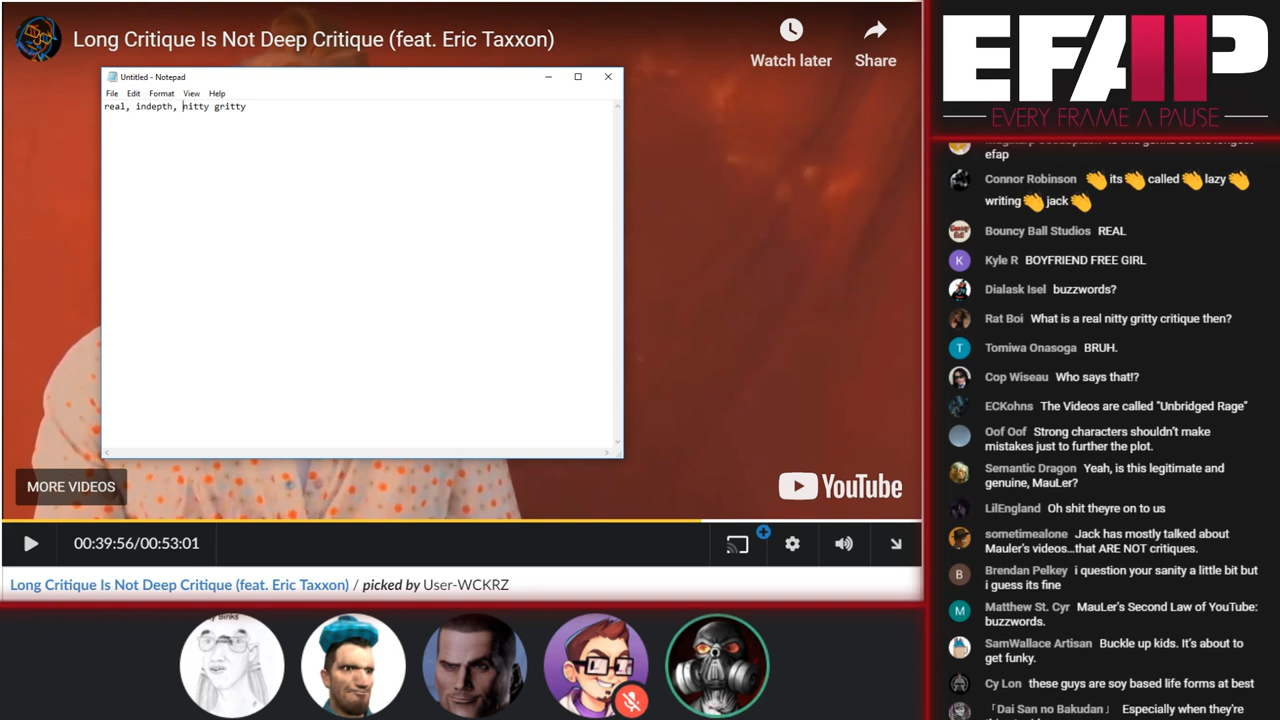 Long Critique Is Not Deep Critique (feat. Eric Taxxon)
Watch later
Share
Untitled - Notepad
File Edit Format View Help
real, indepth, nitty gritty
MORE VIDEOS
YouTube
00:39:56/00:53:01
Long Critique Is Not Deep Critique (feat. Eric Taxxon) / picked by User-WCKRZ
EFAP
EVERY FRAME A PAUSE
efap
Connor Robinson 👏 its 👏 called 👏 lazy 👏
writing 👏 jack 👏
Bouncy Ball Studios REAL
Kyle R BOYFRIEND FREE GIRL
Dialask Isel buzzwords?
Rat Boi What is a real nitty gritty critique then?
Tomiwa Onasoga BRUH.
Cop Wiseau Who says that!?
ECKohns The Videos are called "Unbridged Rage"
Oof Oof Strong characters shouldn't make
mistakes just to further the plot.
Semantic Dragon Yeah, is this legitimate and
genuine, MauLer?
LilEngland Oh shit theyre on to us
sometimealone Jack has mostly talked about
Mauler's videos...that ARE NOT critiques.
Brendan Pelkey i question your sanity a little bit but
i guess its fine
Matthew St. Cyr MauLer's Second Law of YouTube:
buzzwords.
SamWallace Artisan Buckle up kids. It's about to
get funky.
Cy Lon these guys are soy based life forms at best
「Dai San no Bakudan」 Especially when they're